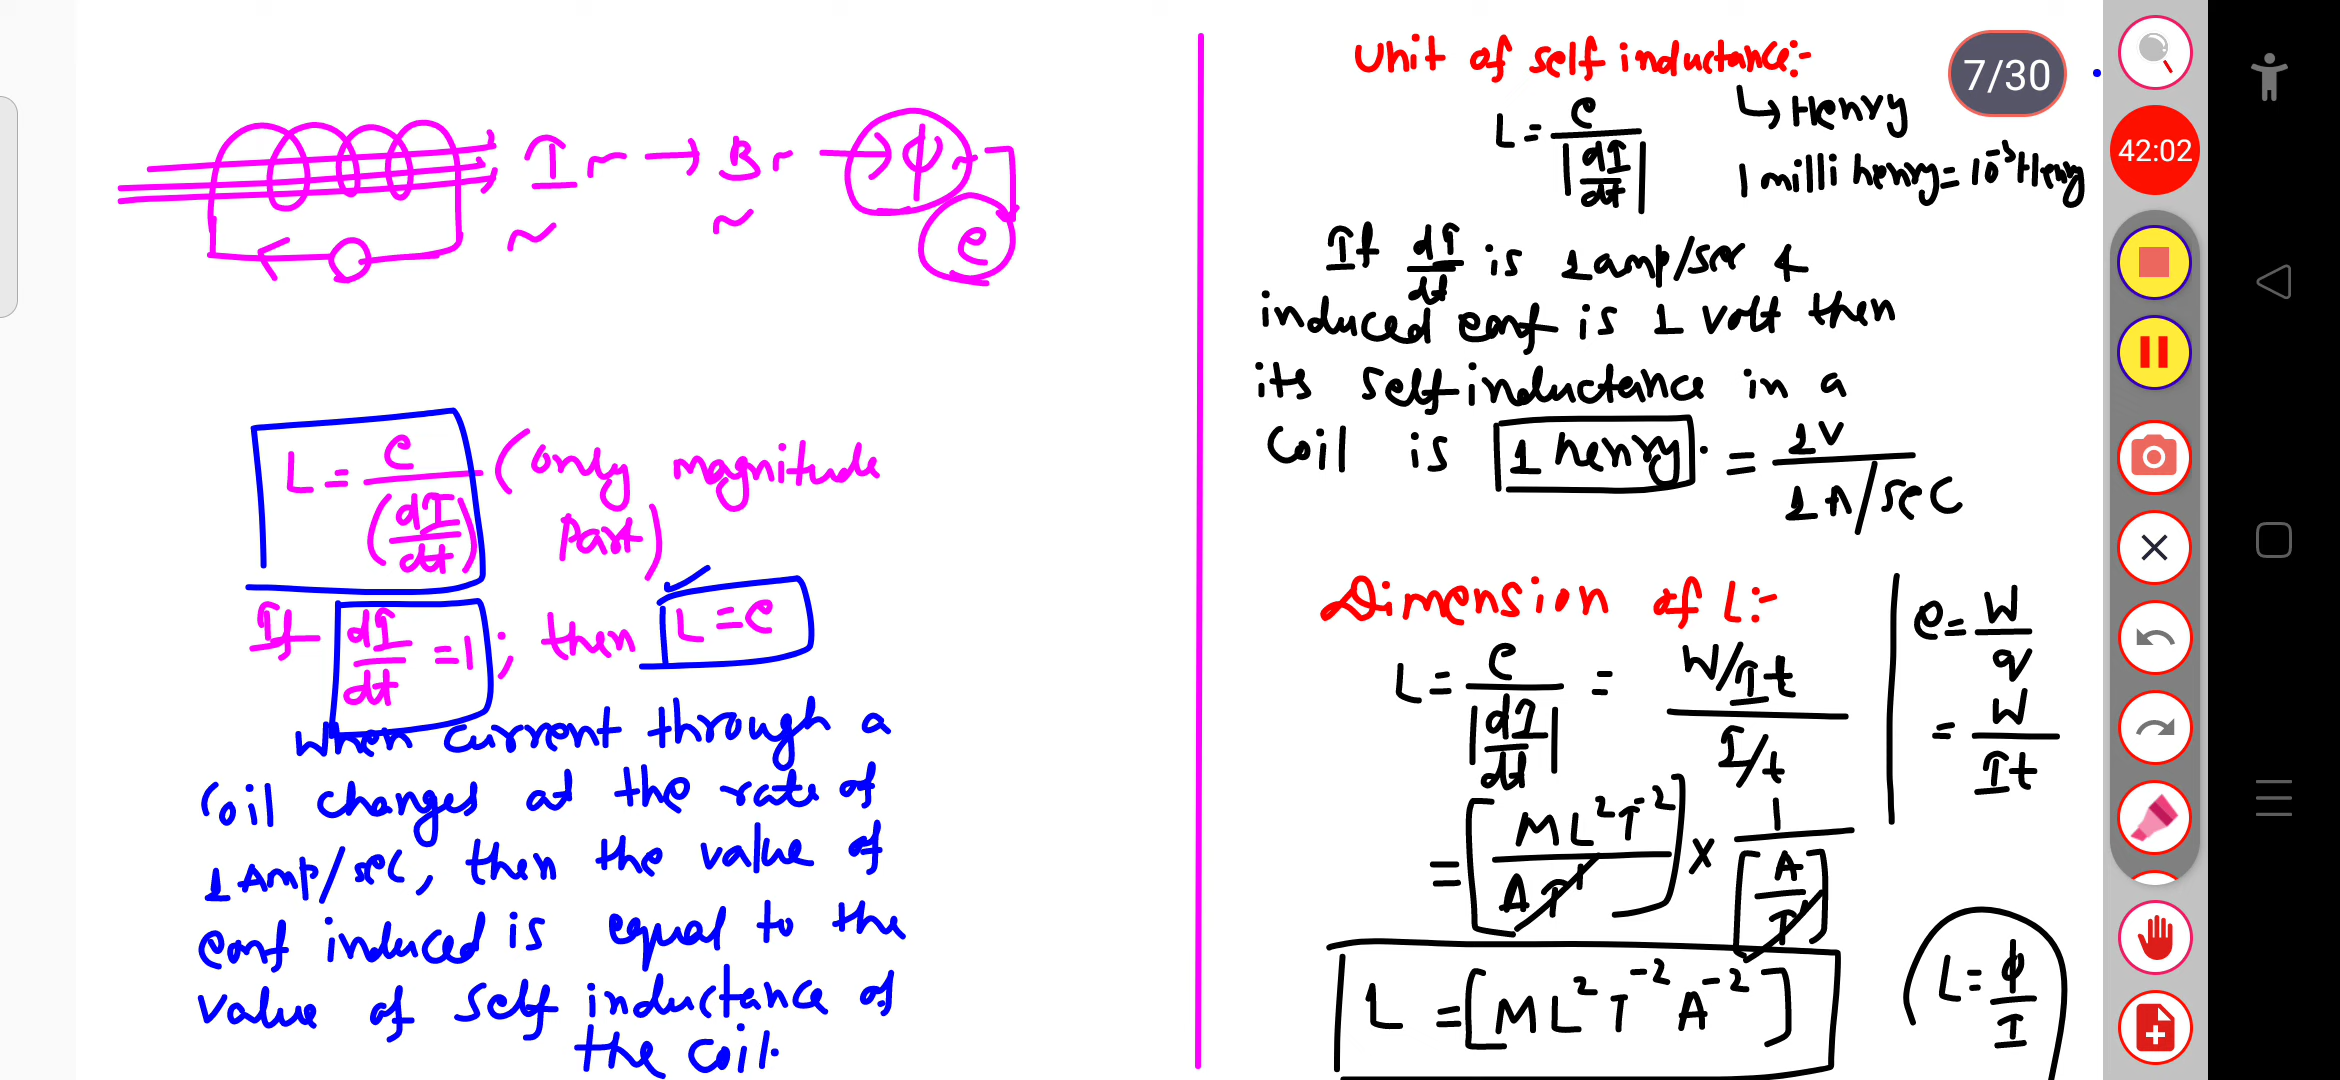 I → B → ϕ
e
L = e / (dI/dt) (only magnitude
Part)
If dI/dt = 1; then L = e
When current through a
Coil changes at the rate of
1 Amp/sec, then the value of
emf induced is equal to the
value of self inductance of
the coil.
Unit of self inductance:-
↳ Henry
L = e / |dI/dt|
1 milli henry = 10⁻³ Henry
If dI/dt is 1 amp/sec &
induced emf is 1 volt then
its self inductance in a
Coil is 1 henry. = 1V / 1A/sec
Dimension of L:-
L = e / |dI/dt| = W/It / I/t
= [ML²T⁻² / AT] × 1 / [A/T]
L = [ML²T⁻²A⁻²]
e = W/q
= W/It
L = ϕ/I
7/30
42:02